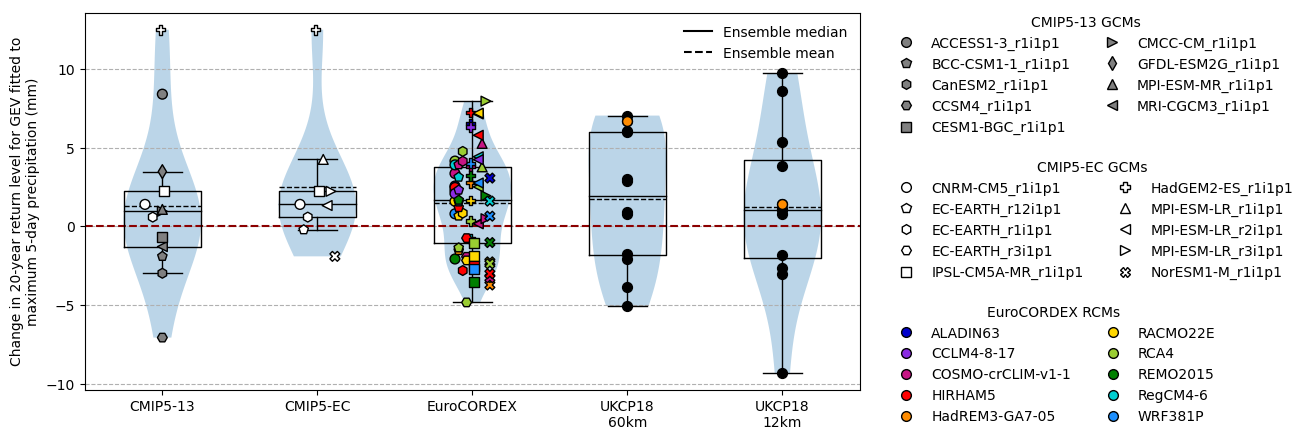 Change in 20-year return level for GEV fitted to
maximum 5-day precipitation (mm)
10
5
0
−5
−10
Ensemble median
Ensemble mean
CMIP5-13
CMIP5-EC
EuroCORDEX
UKCP18
60km
UKCP18
12km
CMIP5-13 GCMs
ACCESS1-3_r1i1p1
BCC-CSM1-1_r1i1p1
CanESM2_r1i1p1
CCSM4_r1i1p1
CESM1-BGC_r1i1p1
CMCC-CM_r1i1p1
GFDL-ESM2G_r1i1p1
MPI-ESM-MR_r1i1p1
MRI-CGCM3_r1i1p1
CMIP5-EC GCMs
CNRM-CM5_r1i1p1
EC-EARTH_r12i1p1
EC-EARTH_r1i1p1
EC-EARTH_r3i1p1
IPSL-CM5A-MR_r1i1p1
HadGEM2-ES_r1i1p1
MPI-ESM-LR_r1i1p1
MPI-ESM-LR_r2i1p1
MPI-ESM-LR_r3i1p1
NorESM1-M_r1i1p1
EuroCORDEX RCMs
ALADIN63
CCLM4-8-17
COSMO-crCLIM-v1-1
HIRHAM5
HadREM3-GA7-05
RACMO22E
RCA4
REMO2015
RegCM4-6
WRF381P